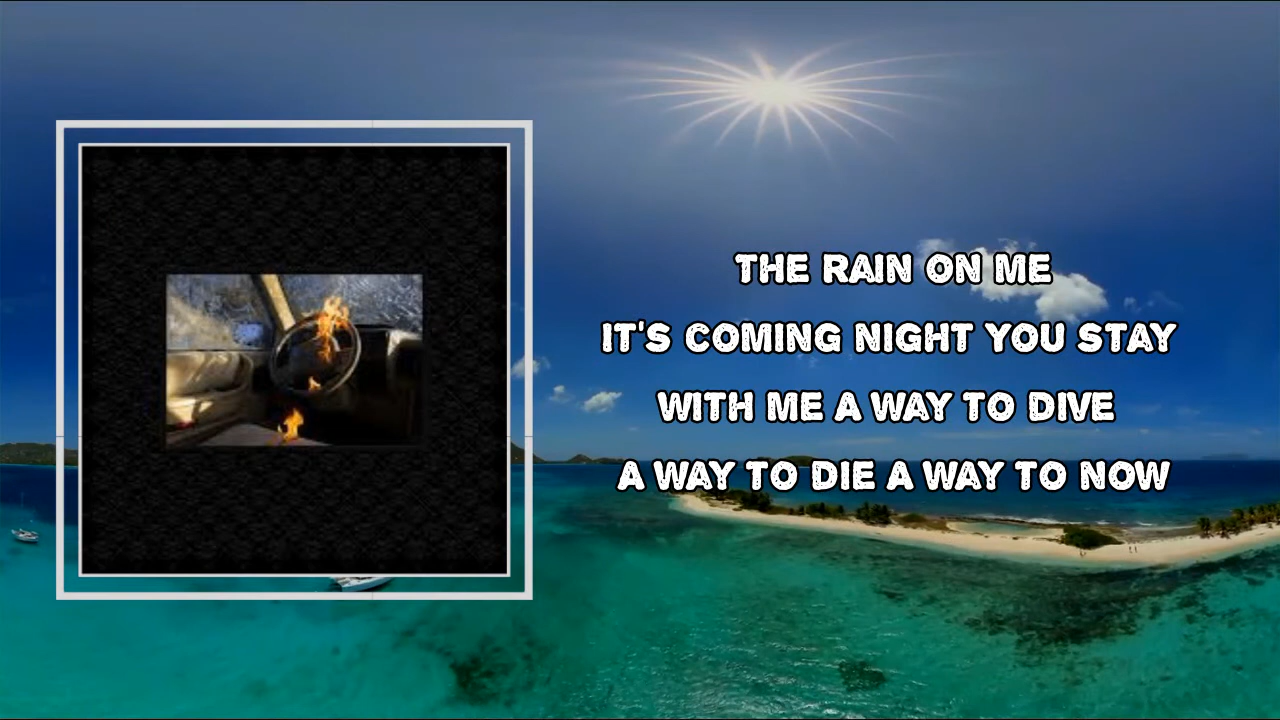 THE RAIN ON ME
IT'S COMING NIGHT YOU STAY
WITH ME A WAY TO DIVE
A WAY TO DIE A WAY TO NOW